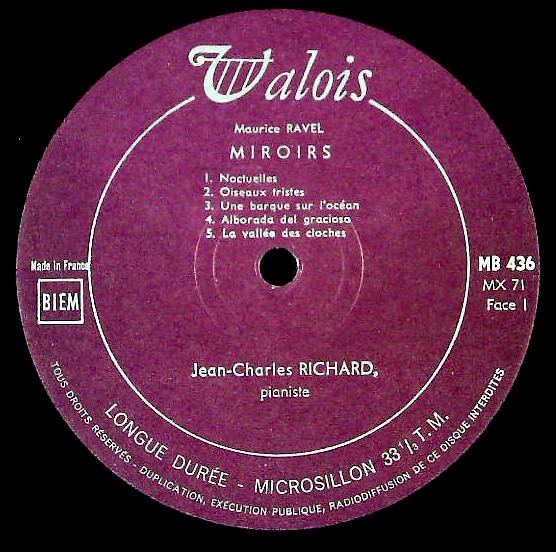 Valois
Maurice RAVEL
MIROIRS
1. Noctuelles
2. Oiseaux tristes
3. Une barque sur l'océan
4. Alborada del gracioso
5. La vallée des cloches
Made in France
BIEM
MB 436
MX 71
Face 1
Jean-Charles RICHARD,
pianiste
LONGUE DURÉE - MICROSILLON 33 1/3 T. M.
TOUS DROITS RÉSERVÉS - DUPLICATION, EXÉCUTION PUBLIQUE, RADIODIFFUSION DE CE DISQUE INTERDITES